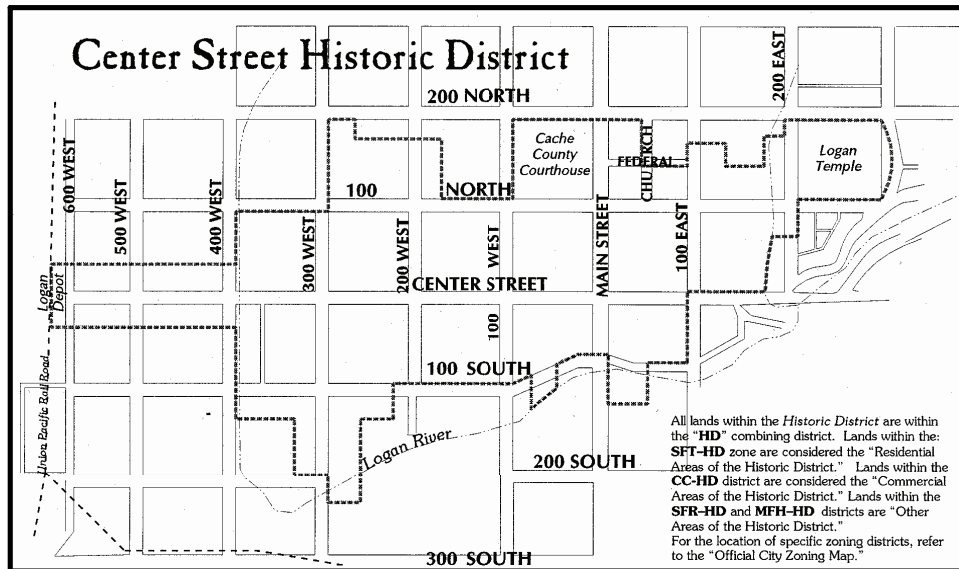 Center Street Historic District
200 NORTH
200 EAST
Cache
County
Courthouse
CHURCH
FEDERAL
Logan
Temple
600 WEST
500 WEST
400 WEST
100 NORTH
300 WEST
200 WEST
100 WEST
MAIN STREET
100 EAST
CENTER STREET
Logan
Depot
100 SOUTH
Union Pacific Rail Road
Logan River
200 SOUTH
300 SOUTH
All lands within the Historic District are within
the “HD” combining district. Lands within the:
SFT–HD zone are considered the “Residential
Areas of the Historic District.” Lands within the
CC-HD district are considered the “Commercial
Areas of the Historic District.” Lands within the
SFR–HD and MFH–HD districts are “Other
Areas of the Historic District.”
For the location of specific zoning districts, refer
to the “Official City Zoning Map.”